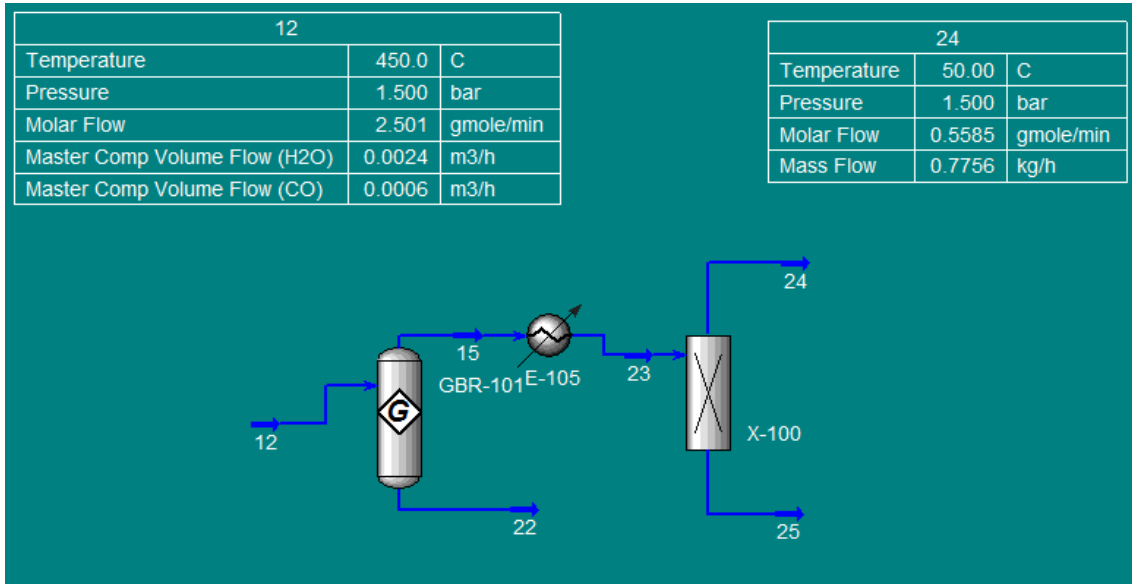 12
Temperature 450.0 C
Pressure 1.500 bar
Molar Flow 2.501 gmole/min
Master Comp Volume Flow (H2O) 0.0024 m3/h
Master Comp Volume Flow (CO) 0.0006 m3/h
24
Temperature 50.00 C
Pressure 1.500 bar
Molar Flow 0.5585 gmole/min
Mass Flow 0.7756 kg/h
24
15
GBR-101
E-105
23
G
12
X-100
22
25